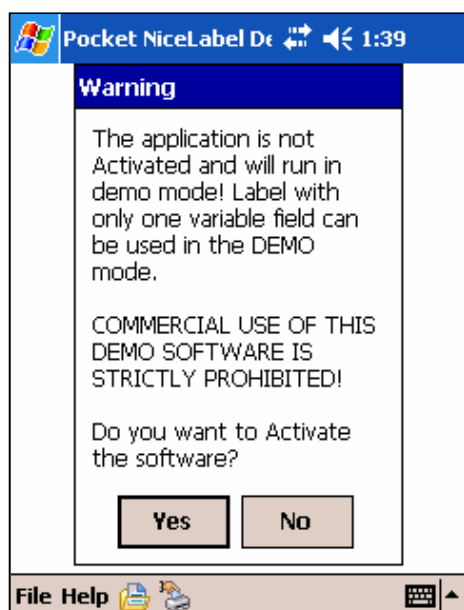 Pocket NiceLabel De 1:39
Warning
The application is not
Activated and will run in
demo mode! Label with
only one variable field can
be used in the DEMO
mode.
COMMERCIAL USE OF THIS
DEMO SOFTWARE IS
STRICTLY PROHIBITED!
Do you want to Activate
the software?
Yes No
File Help